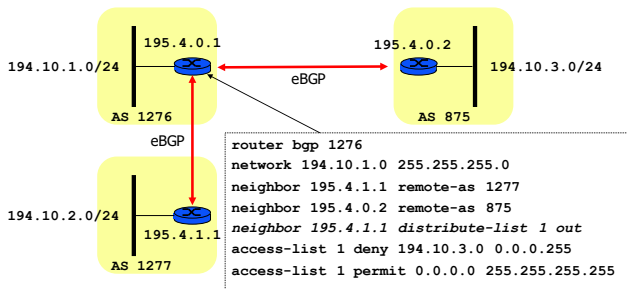 195.4.0.1
195.4.0.2
194.10.1.0/24
194.10.3.0/24
eBGP
AS 1276
AS 875
eBGP
router bgp 1276
network 194.10.1.0 255.255.255.0
neighbor 195.4.1.1 remote-as 1277
neighbor 195.4.0.2 remote-as 875
neighbor 195.4.1.1 distribute-list 1 out
access-list 1 deny 194.10.3.0 0.0.0.255
access-list 1 permit 0.0.0.0 255.255.255.255
194.10.2.0/24
195.4.1.1
AS 1277